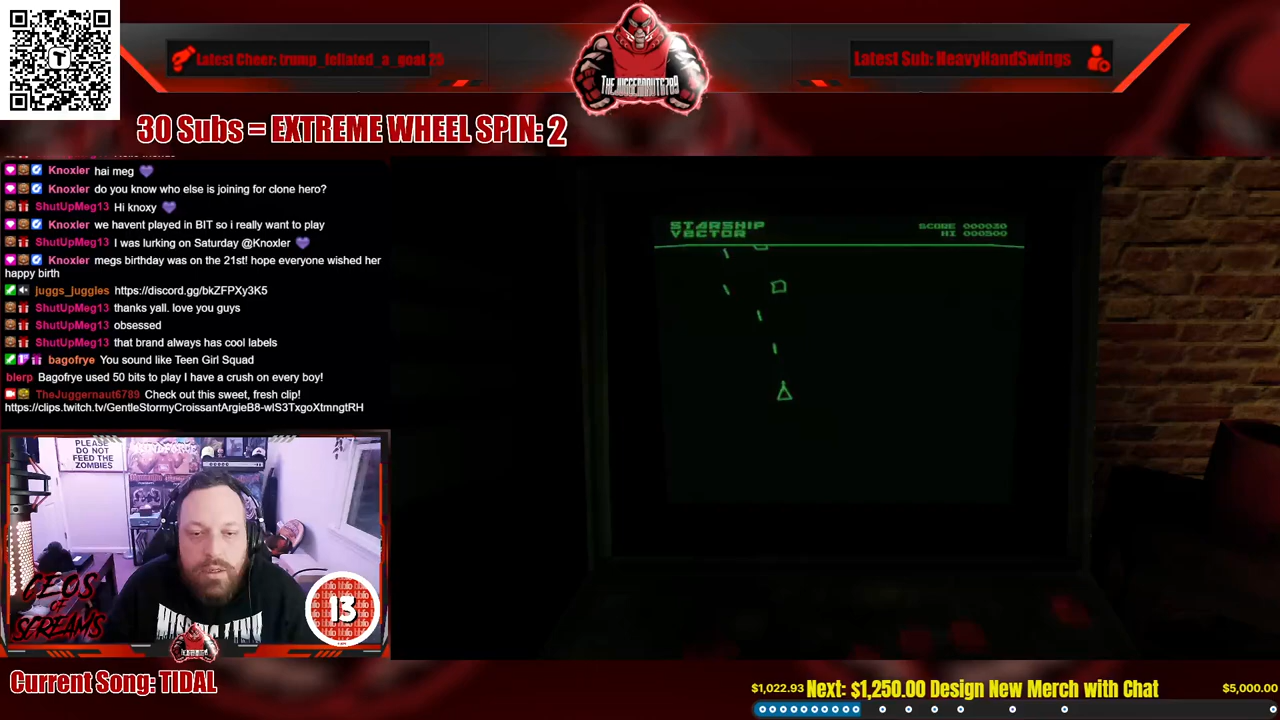 Latest Cheer: trump_fellated_a_goat 25
THEJUGGERNAUT6789
Latest Sub: HeavyHandSwings
30 Subs = EXTREME WHEEL SPIN: 2
Knoxler hai meg
Knoxler do you know who else is joining for clone hero?
ShutUpMeg13 Hi knoxy
Knoxler we havent played in BIT so i really want to play
ShutUpMeg13 I was lurking on Saturday @Knoxler
Knoxler megs birthday was on the 21st! hope everyone wished her
happy birth
juggs_juggles https://discord.gg/bkZFPXy3K5
ShutUpMeg13 thanks yall. love you guys
ShutUpMeg13 obsessed
ShutUpMeg13 that brand always has cool labels
bagofrye You sound like Teen Girl Squad
blerp Bagofrye used 50 bits to play I have a crush on every boy!
TheJuggernaut6789 Check out this sweet, fresh clip!
https://clips.twitch.tv/GentleStormyCroissantArgieB8-wlS3TxgoXtmngtRH
STARSHIP
VECTOR
SCORE 000030
HI 000500
PLEASE
DO NOT
FEED THE
ZOMBIES
CEOS
OF
SCREAMS
13
Current Song: TIDAL
$1,022.93 Next: $1,250.00 Design New Merch with Chat $5,000.00